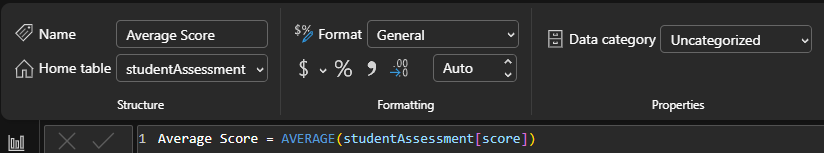 Name Average Score $% Format General Data category Uncategorized
Home table studentAssessment $ % , .00 →.0 Auto
Structure Formatting Properties
1 Average Score = AVERAGE(studentAssessment[score])